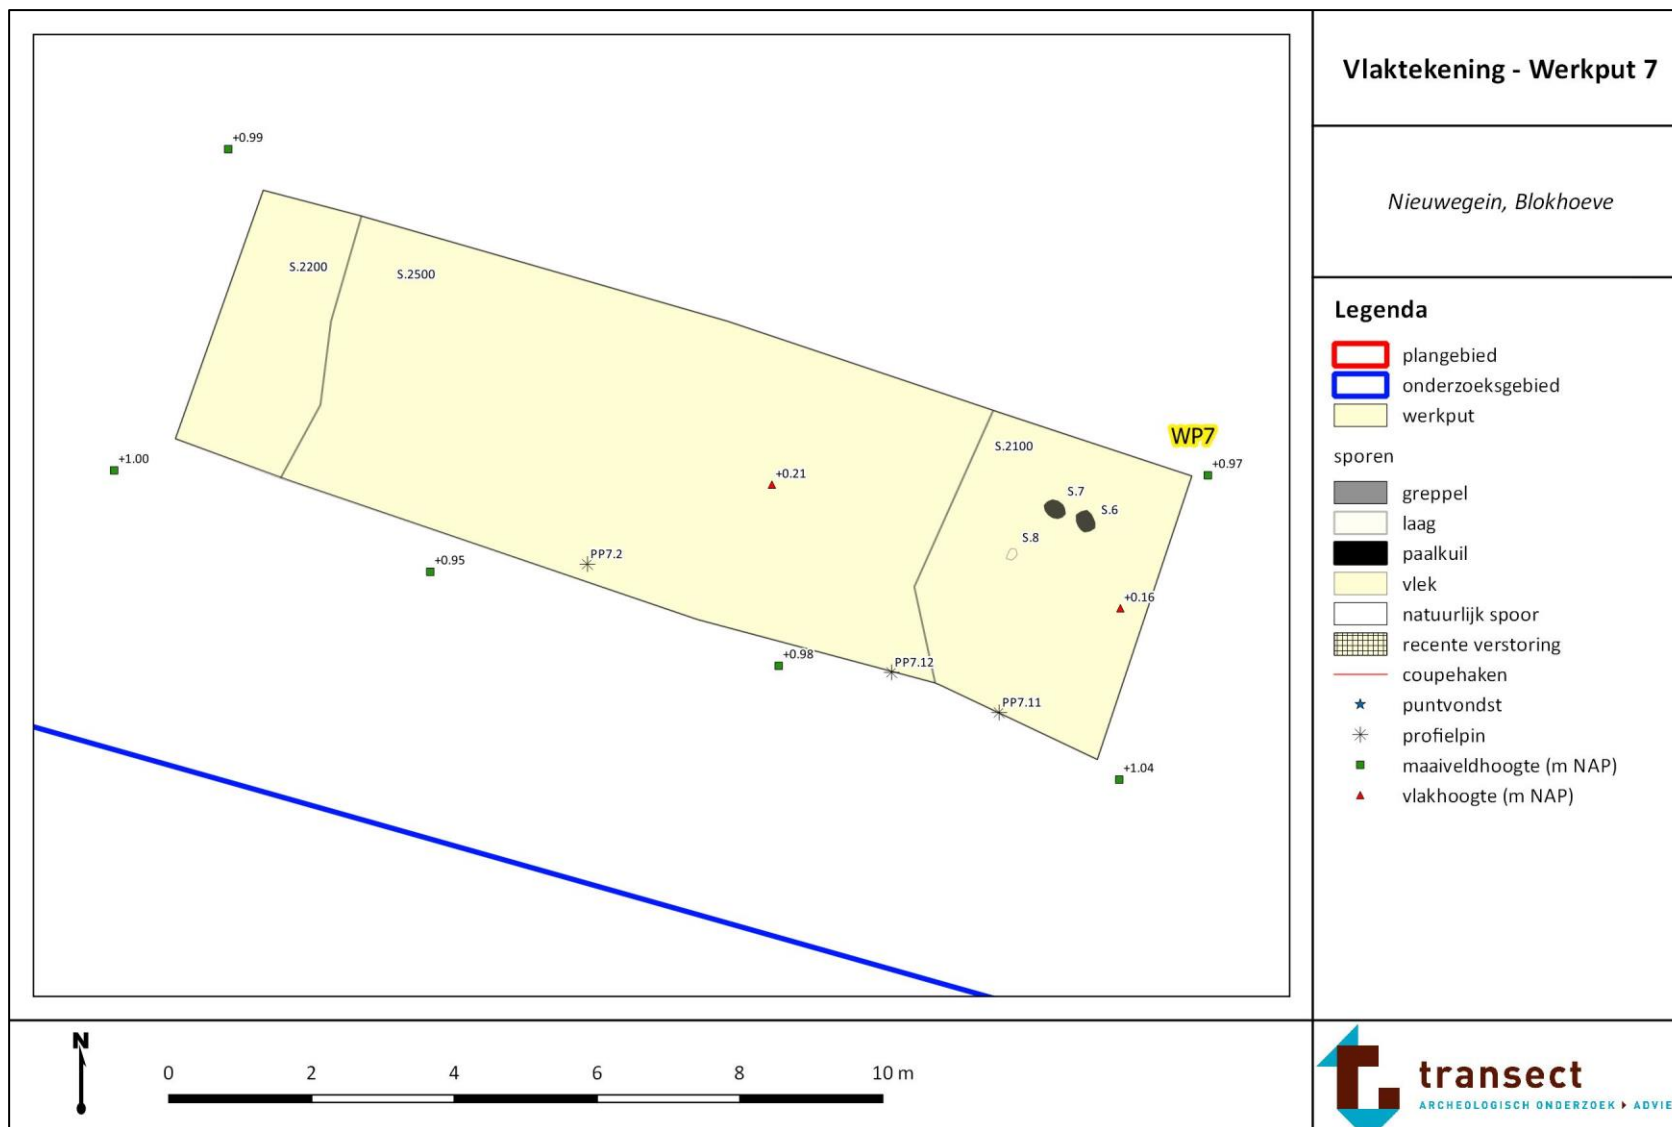 Vlaktekening - Werkput 7
Nieuwegein, Blokhoeve
+0.99
S.2200
S.2500
+1.00
+0.95
+0.21
PP7.2
+0.98
PP7.12
PP7.11
S.2100
WP7
+0.97
S.7
S.6
S.8
+0.16
+1.04
Legenda
plangebied
onderzoeksgebied
werkput
sporen
greppel
laag
paalkuil
vlek
natuurlijk spoor
recente verstoring
coupehaken
puntvondst
profielpin
maaiveldhoogte (m NAP)
vlakhoogte (m NAP)
N
0 2 4 6 8 10 m
transect
ARCHEOLOGISCH ONDERZOEK ▸ ADVIE